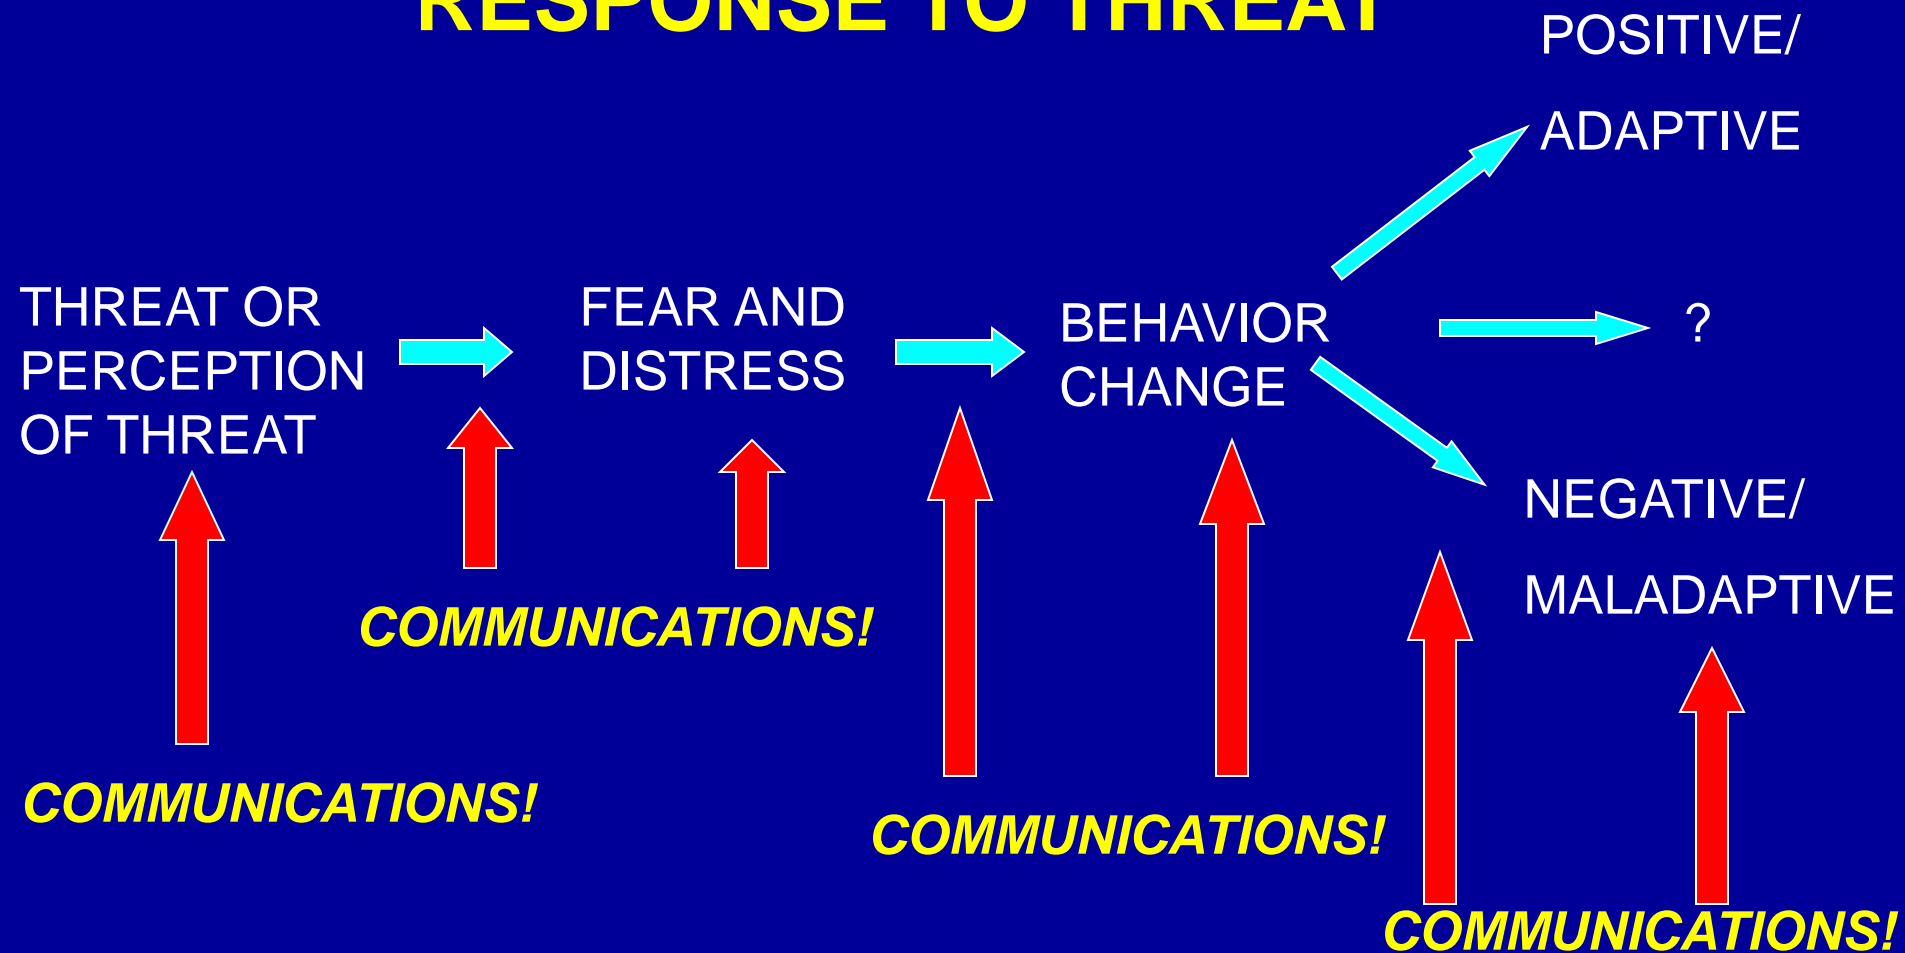 RESPONSE TO THREAT
POSITIVE/
ADAPTIVE
THREAT OR
PERCEPTION
OF THREAT
FEAR AND
DISTRESS
BEHAVIOR
CHANGE
?
NEGATIVE/
MALADAPTIVE
COMMUNICATIONS!
COMMUNICATIONS!
COMMUNICATIONS!
COMMUNICATIONS!